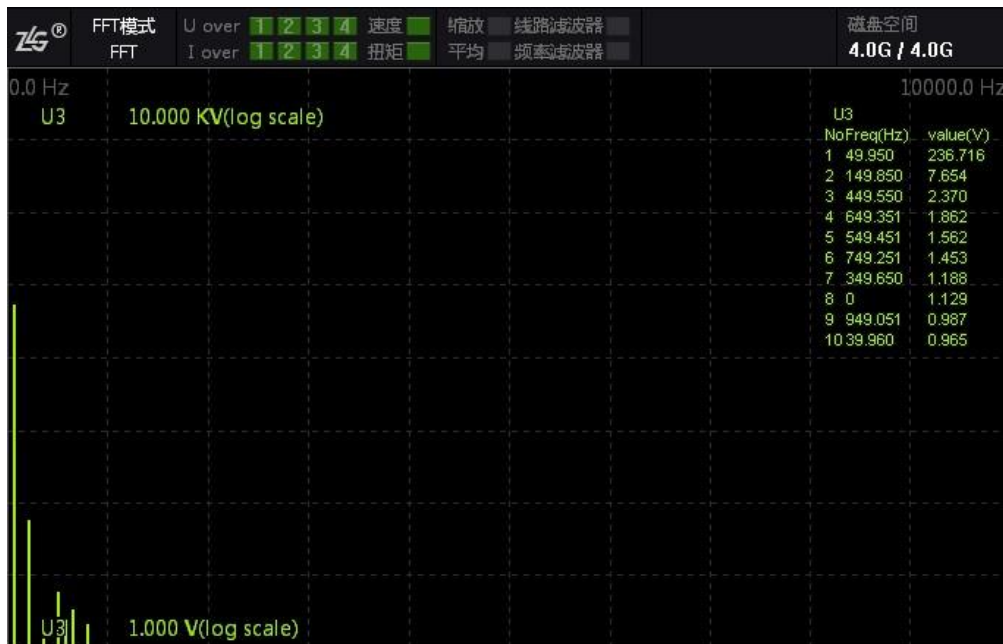 ZLG®
FFT模式
FFT
U over 1 2 3 4 速度
I over 1 2 3 4 扭矩
缩放 线路滤波器
平均 频率滤波器
磁盘空间
4.0G / 4.0G
0.0 Hz
10000.0 Hz
U3 10.000 KV(log scale)
U3
No Freq(Hz) value(V)
1 49.950 236.716
2 149.850 7.654
3 449.550 2.370
4 649.351 1.862
5 549.451 1.562
6 749.251 1.453
7 349.650 1.188
8 0 1.129
9 949.051 0.987
10 39.960 0.965
U3 1.000 V(log scale)